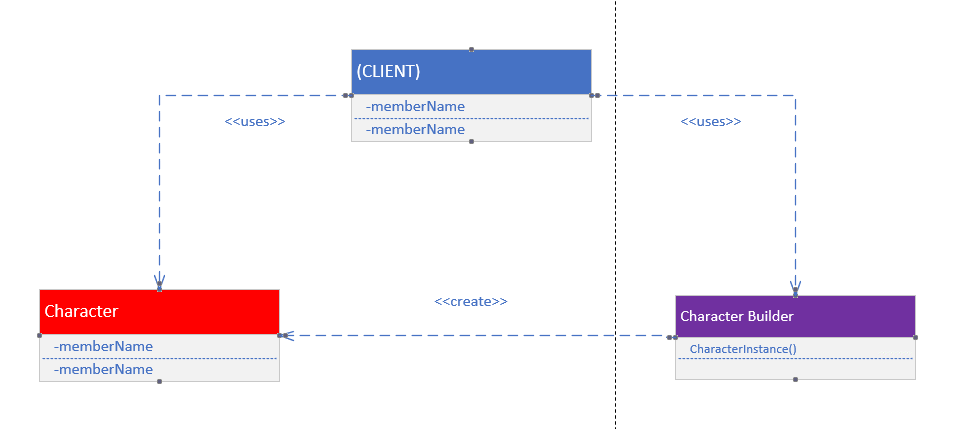 (CLIENT)
-memberName
-memberName
<<uses>>
<<uses>>
<<create>>
Character
-memberName
-memberName
Character Builder
CharacterInstance()